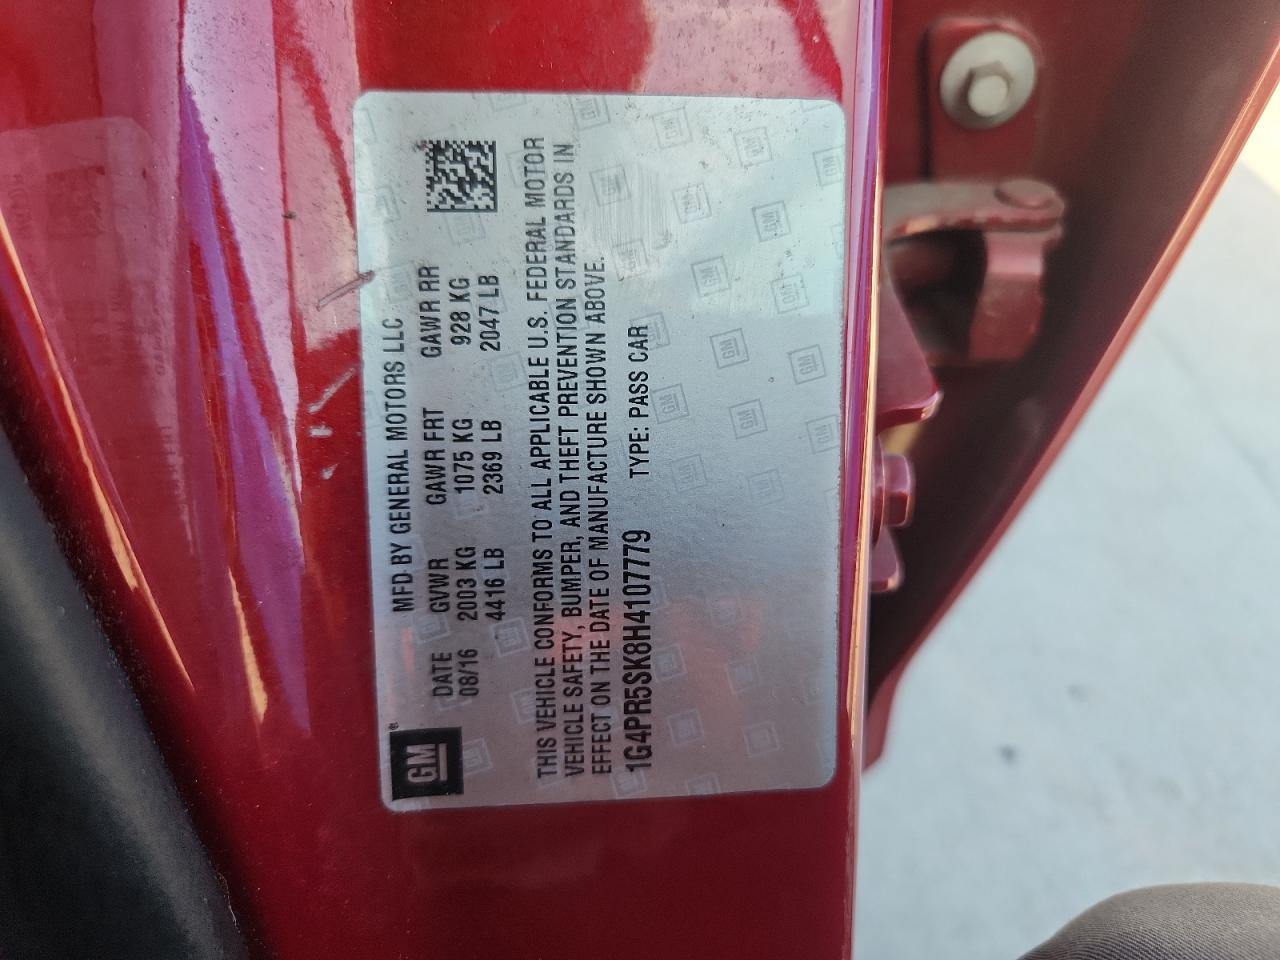 GM®
MFD BY GENERAL MOTORS LLC
DATE GVWR GAWR FRT GAWR RR
08/16 2003 KG 1075 KG 928 KG
4416 LB 2369 LB 2047 LB
THIS VEHICLE CONFORMS TO ALL APPLICABLE U.S. FEDERAL MOTOR
VEHICLE SAFETY, BUMPER, AND THEFT PREVENTION STANDARDS IN
EFFECT ON THE DATE OF MANUFACTURE SHOWN ABOVE.
1G4PR5SK8H4107779 TYPE: PASS CAR